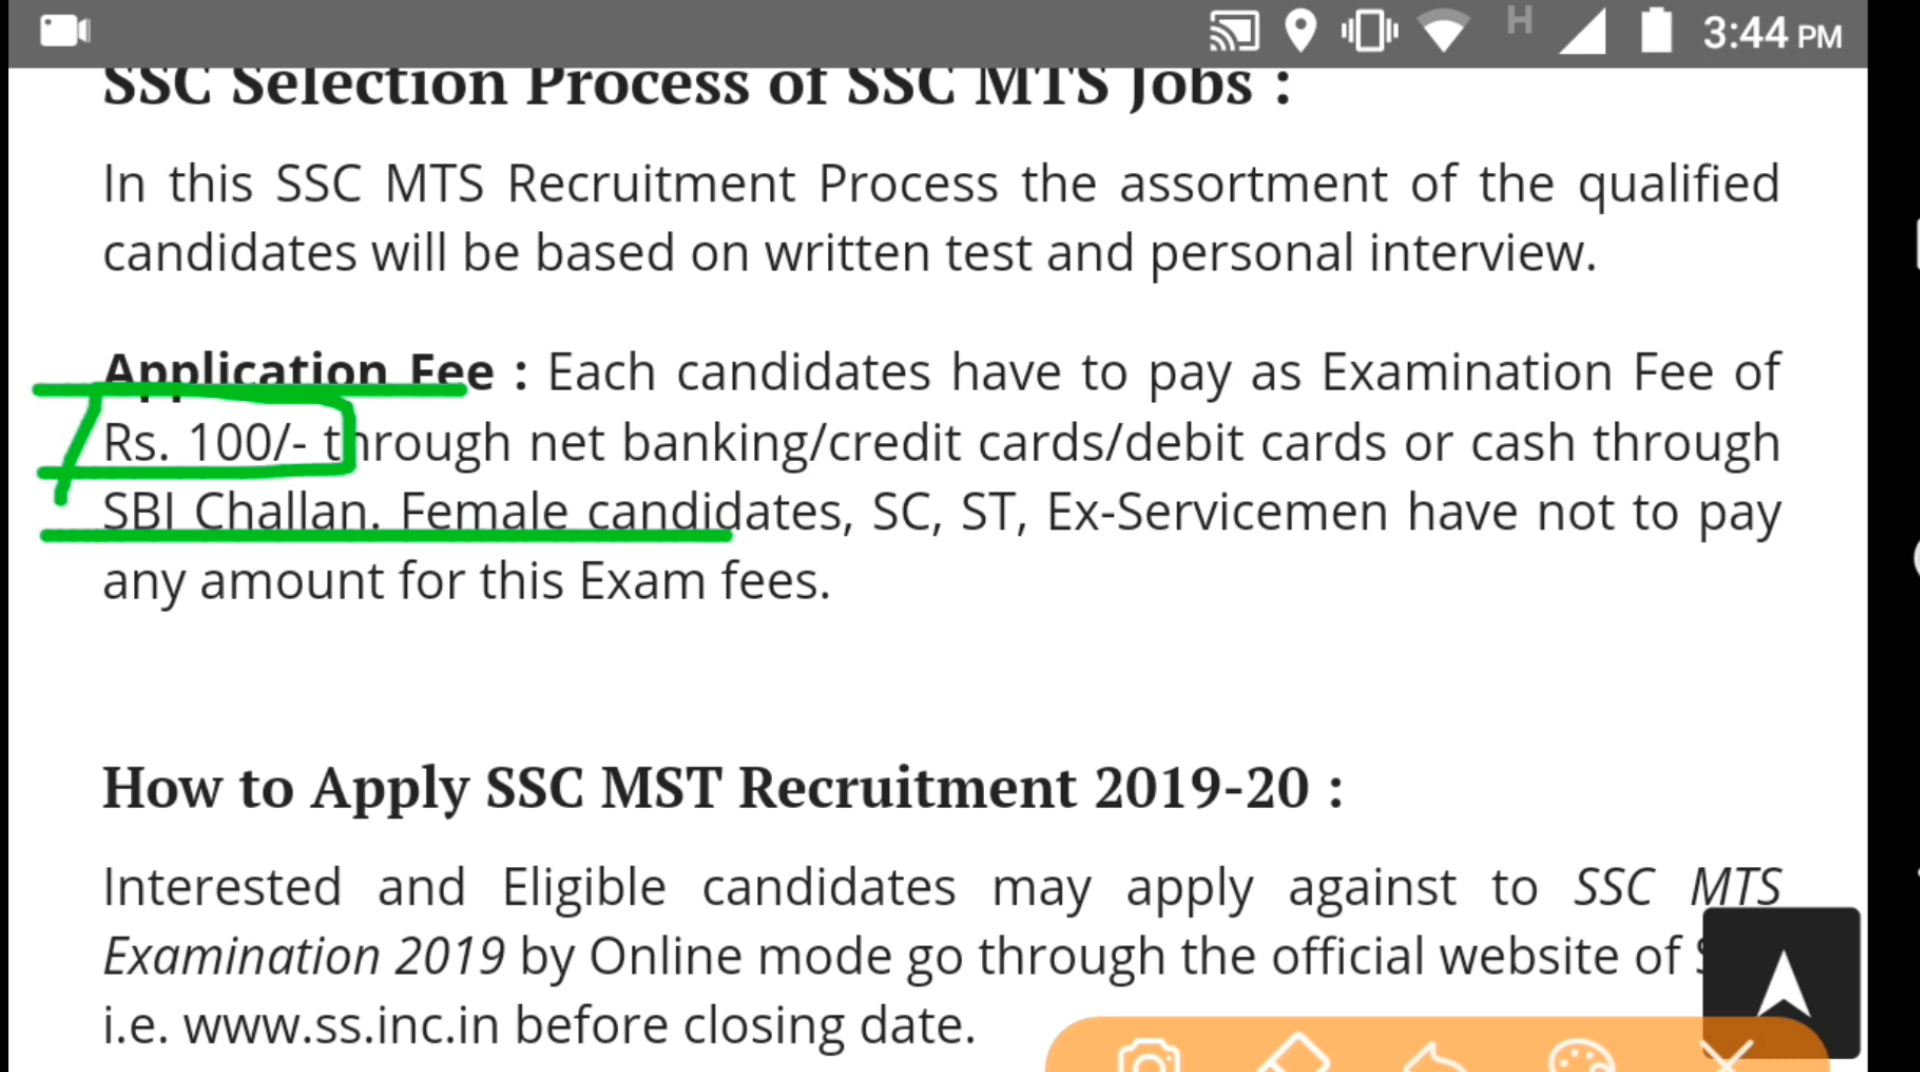 H 3:44 PM
SSC Selection Process of SSC MTS Jobs :
In this SSC MTS Recruitment Process the assortment of the qualified
candidates will be based on written test and personal interview.
Application Fee : Each candidates have to pay as Examination Fee of
Rs. 100/- through net banking/credit cards/debit cards or cash through
SBI Challan. Female candidates, SC, ST, Ex-Servicemen have not to pay
any amount for this Exam fees.
How to Apply SSC MST Recruitment 2019-20 :
Interested and Eligible candidates may apply against to SSC MTS
Examination 2019 by Online mode go through the official website of
i.e. www.ss.inc.in before closing date.